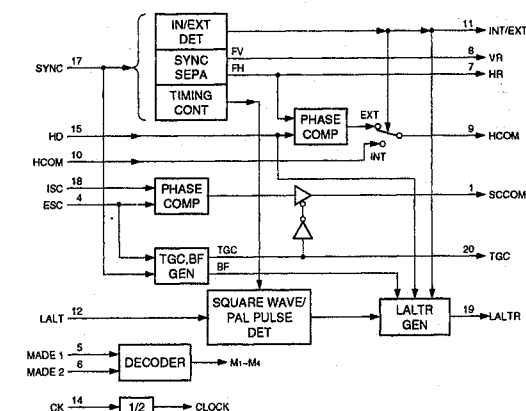 IN/EXT
DET
11
INT/EXT
SYNC
17
SYNC
SEPA
FV
8
VR
FH
7
HR
TIMING
CONT
HD
15
PHASE
COMP
EXT
9
HCOM
HCOM
10
INT
ISC
18
ESC
4
PHASE
COMP
1
SCCOM
TGC,BF
GEN
TGC
BF
20
TGC
LALT
12
SQUARE WAVE/
PAL PULSE
DET
LALTR
GEN
19
LALTR
MADE 1
5
MADE 2
6
DECODER
M1~M4
CK
14
1/2
CLOCK